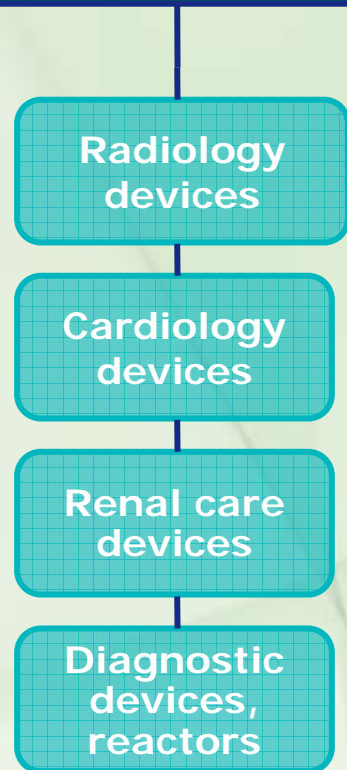 Radiology
devices
Cardiology
devices
Renal care
devices
Diagnostic
devices,
reactors